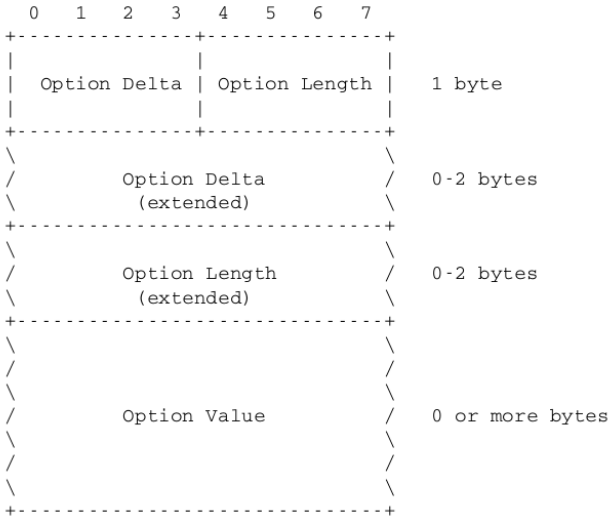 0 1 2 3 4 5 6 7
Option Delta Option Length 1 byte
Option Delta 0-2 bytes
(extended)
Option Length 0-2 bytes
(extended)
Option Value 0 or more bytes